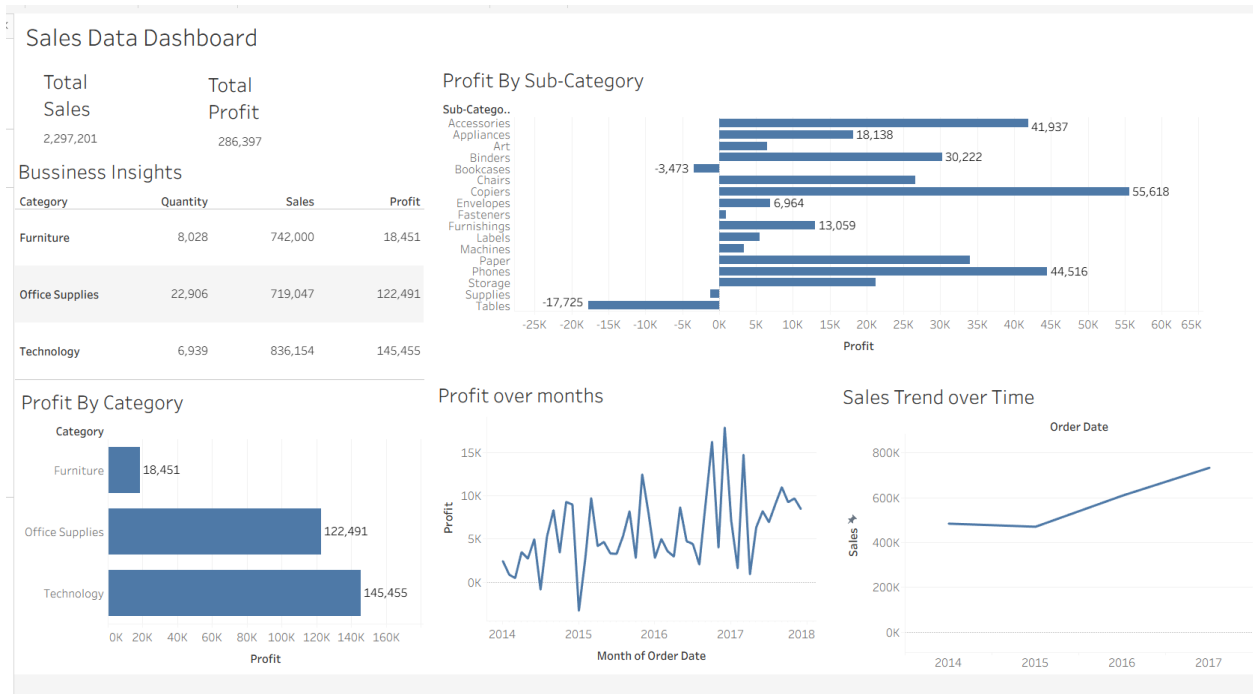 Sales Data Dashboard
Total
Sales
2,297,201
Total
Profit
286,397
Bussiness Insights
Category Quantity Sales Profit
Furniture 8,028 742,000 18,451
Office Supplies 22,906 719,047 122,491
Technology 6,939 836,154 145,455
Profit By Sub-Category
Sub-Catego..
Accessories 41,937
Appliances 18,138
Art
Binders 30,222
Bookcases -3,473
Chairs
Copiers 55,618
Envelopes 6,964
Fasteners
Furnishings 13,059
Labels
Machines
Paper
Phones 44,516
Storage
Supplies
Tables -17,725
-25K -20K -15K -10K -5K 0K 5K 10K 15K 20K 25K 30K 35K 40K 45K 50K 55K 60K 65K
Profit
Profit By Category
Category
Furniture 18,451
Office Supplies 122,491
Technology 145,455
0K 20K 40K 60K 80K 100K 120K 140K 160K
Profit
Profit over months
15K
10K
5K
0K
Profit
2014 2015 2016 2017 2018
Month of Order Date
Sales Trend over Time
Order Date
800K
600K
400K
200K
0K
Sales
2014 2015 2016 2017